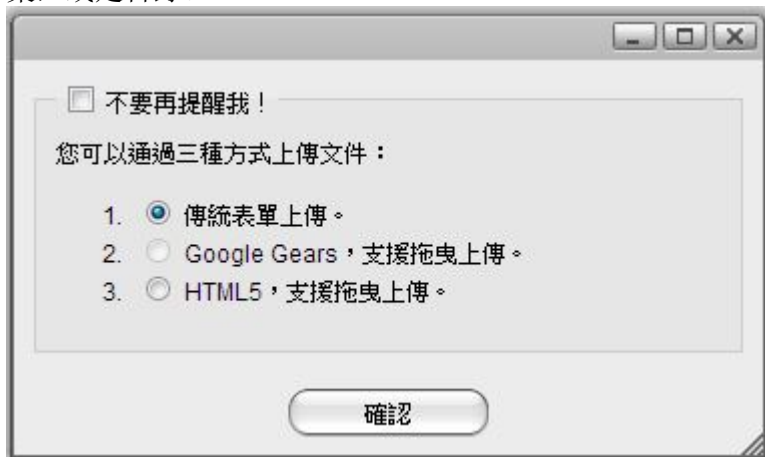 不要再提醒我！
您可以通過三種方式上傳文件：
1. 傳統表單上傳。
2. Google Gears，支援拖曳上傳。
3. HTML5，支援拖曳上傳。
確認